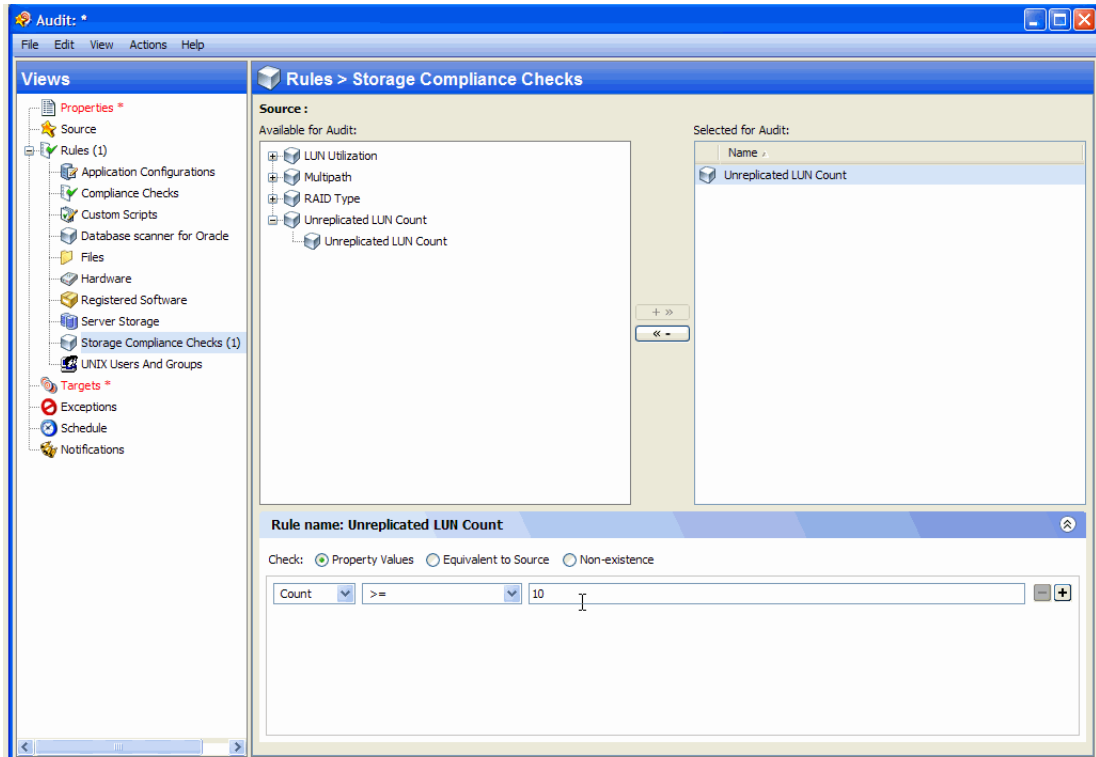 Audit: *
File Edit View Actions Help
Views
Properties *
Source
Rules (1)
Application Configurations
Compliance Checks
Custom Scripts
Database scanner for Oracle
Files
Hardware
Registered Software
Server Storage
Storage Compliance Checks (1)
UNIX Users And Groups
Targets *
Exceptions
Schedule
Notifications
Rules > Storage Compliance Checks
Source :
Available for Audit:
LUN Utilization
Multipath
RAID Type
Unreplicated LUN Count
Unreplicated LUN Count
+ »
« -
Selected for Audit:
Name
Unreplicated LUN Count
Rule name: Unreplicated LUN Count
Check: Property Values Equivalent to Source Non-existence
Count >= 10